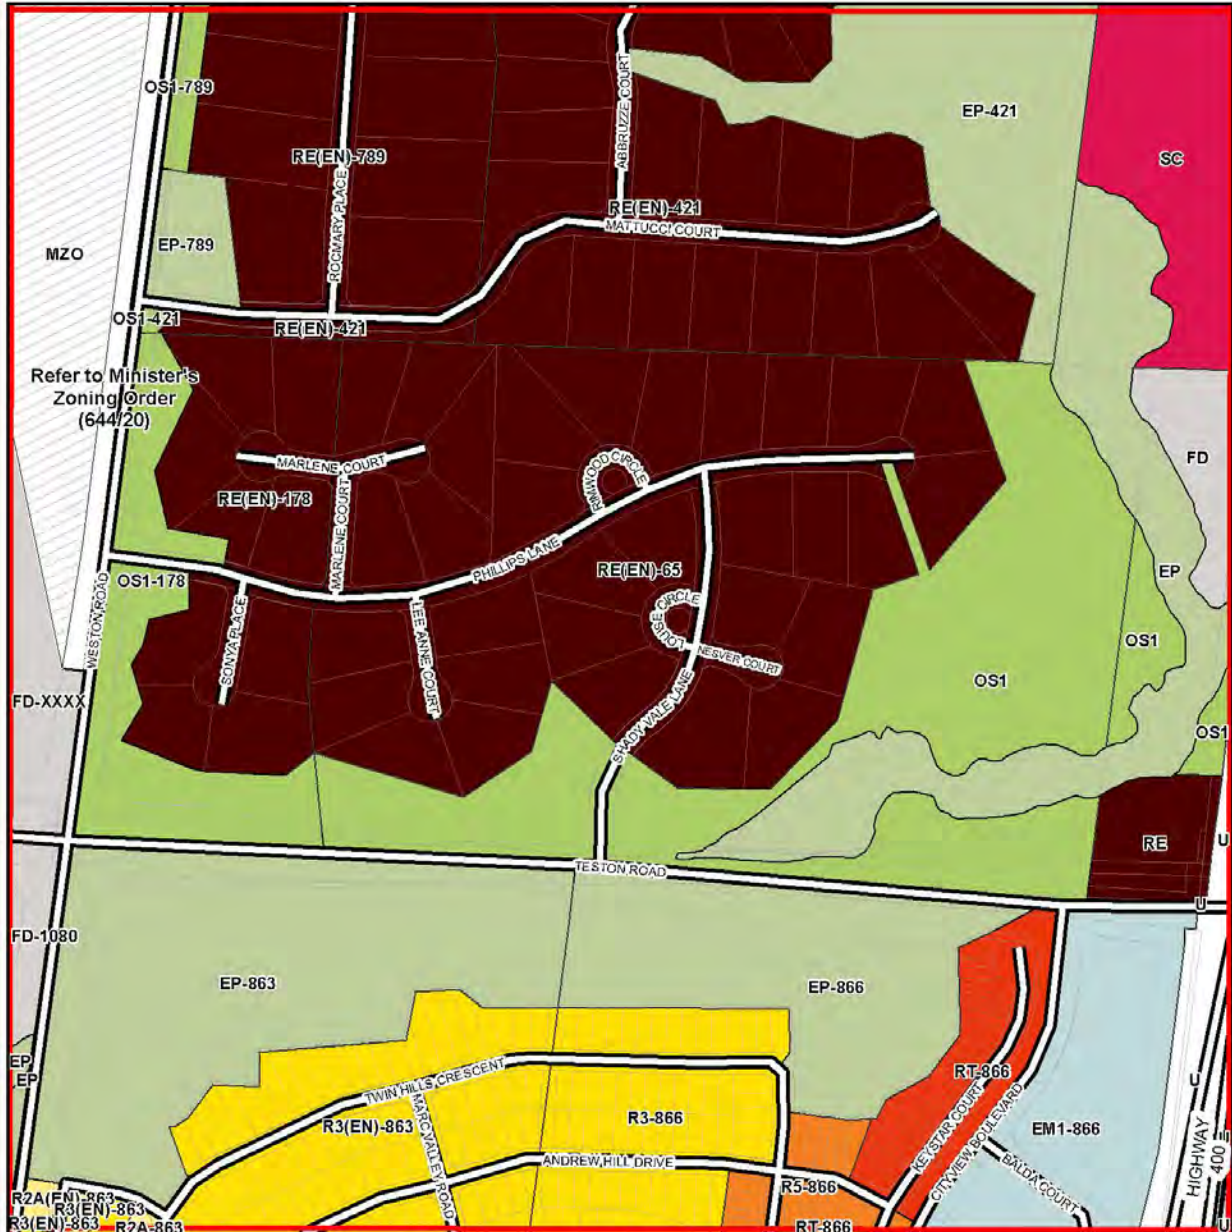 OS1-789
EP-421
ABBRUZZE COURT
SC
RE(EN)-789
ROCMARY PLACE
RE(EN)-421
MATTUCCI COURT
EP-789
MZO
OS1-421
RE(EN)-421
Refer to Minister's
Zoning Order
(644/20)
MARLENE COURT
RIMWOOD CIRCLE
FD
RE(EN)-178
MARLENE COURT
PHILLIPS LANE
RE(EN)-65
EP
OS1-178
WESTON ROAD
SONYA PLACE
LEE ANNE COURT
LOUISE CIRCLE
NESVER COURT
OS1
OS1
SHADY VALE LANE
FD-XXXX
OS1
RE
U
TESTON ROAD
U
FD-1080
EP-863
EP-866
EP
EP
TWIN HILLS CRESCENT
RT-866
U
MARC VALLEY ROAD
R3(EN)-863
R3-866
KEYSTAR COURT
CITYVIEW BOULEVARD
EM1-866
HIGHWAY
400
U
ANDREW HILL DRIVE
BALDA COURT
R5-866
R2A(EN)-863
R3(EN)-863
R3(EN)-863
R2A-863
RT-866
U